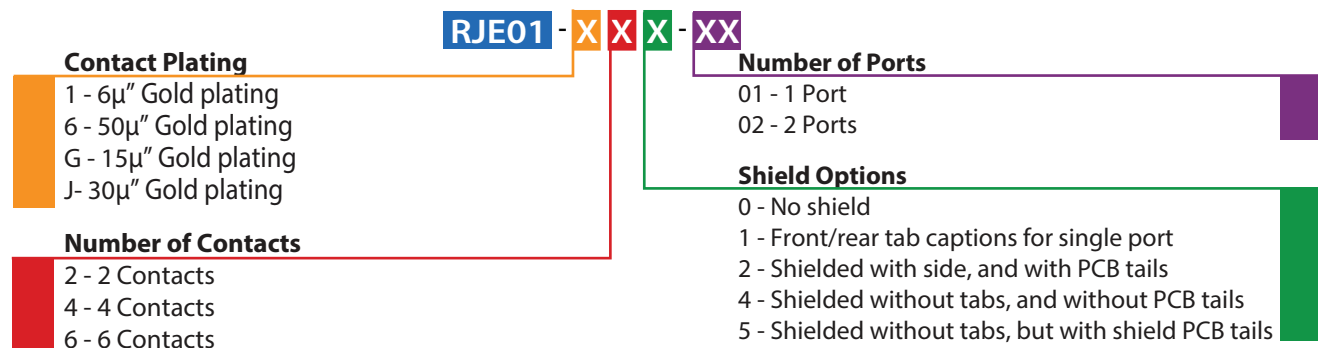 RJE01 - X X X - XX
Contact Plating
1 - 6µ” Gold plating
6 - 50µ” Gold plating
G - 15µ” Gold plating
J- 30µ” Gold plating
Number of Contacts
2 - 2 Contacts
4 - 4 Contacts
6 - 6 Contacts
Number of Ports
01 - 1 Port
02 - 2 Ports
Shield Options
0 - No shield
1 - Front/rear tab captions for single port
2 - Shielded with side, and with PCB tails
4 - Shielded without tabs, and without PCB tails
5 - Shielded without tabs, but with shield PCB tails